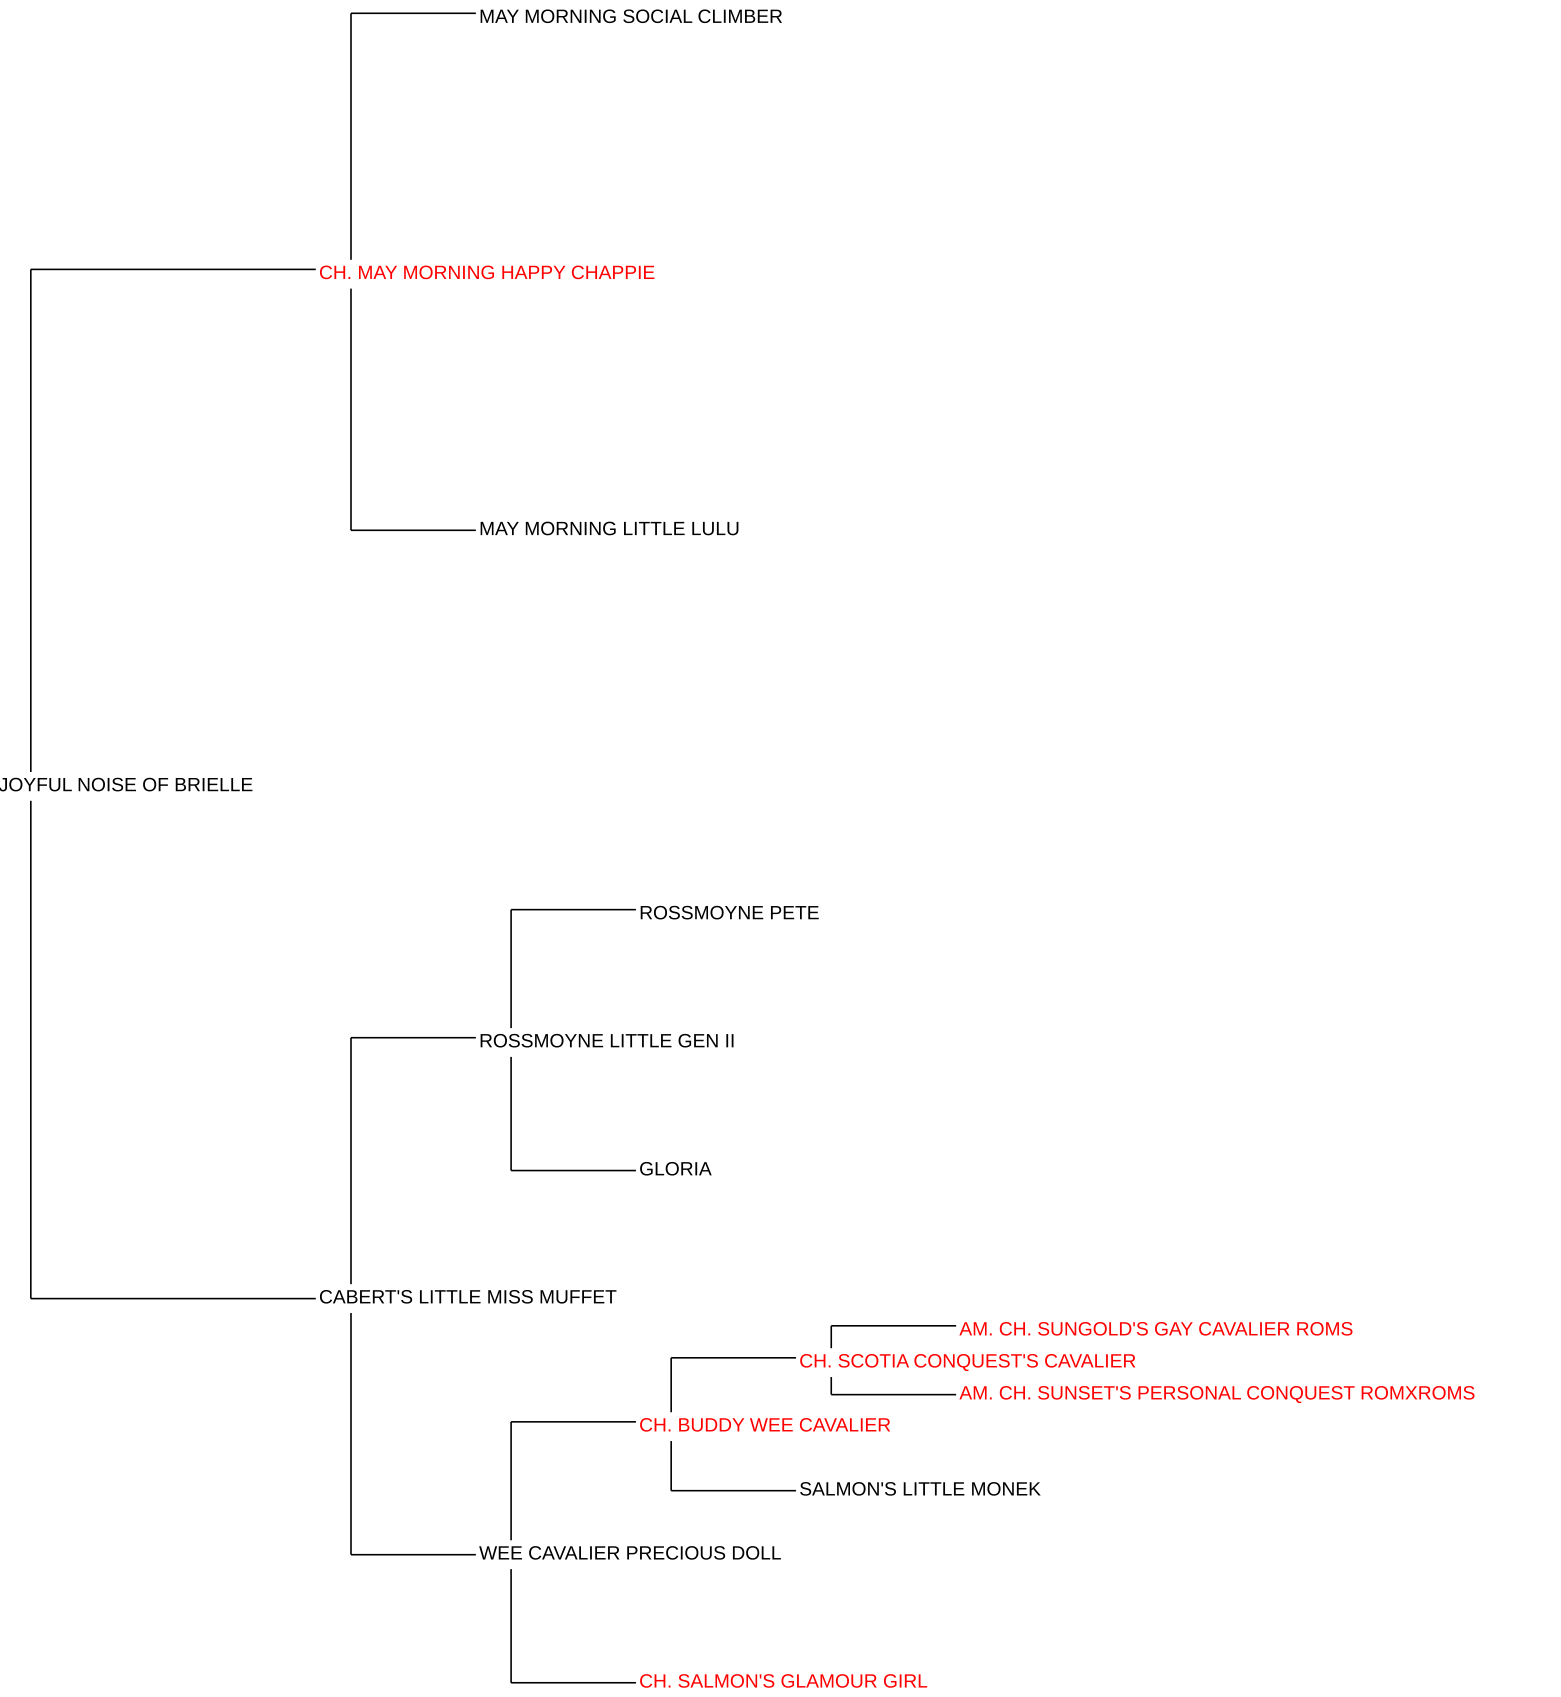 MAY MORNING SOCIAL CLIMBER
CH. MAY MORNING HAPPY CHAPPIE
MAY MORNING LITTLE LULU
JOYFUL NOISE OF BRIELLE
ROSSMOYNE PETE
ROSSMOYNE LITTLE GEN II
GLORIA
CABERT'S LITTLE MISS MUFFET
AM. CH. SUNGOLD'S GAY CAVALIER ROMS
CH. SCOTIA CONQUEST'S CAVALIER
AM. CH. SUNSET'S PERSONAL CONQUEST ROMXROMS
CH. BUDDY WEE CAVALIER
SALMON'S LITTLE MONEK
WEE CAVALIER PRECIOUS DOLL
CH. SALMON'S GLAMOUR GIRL